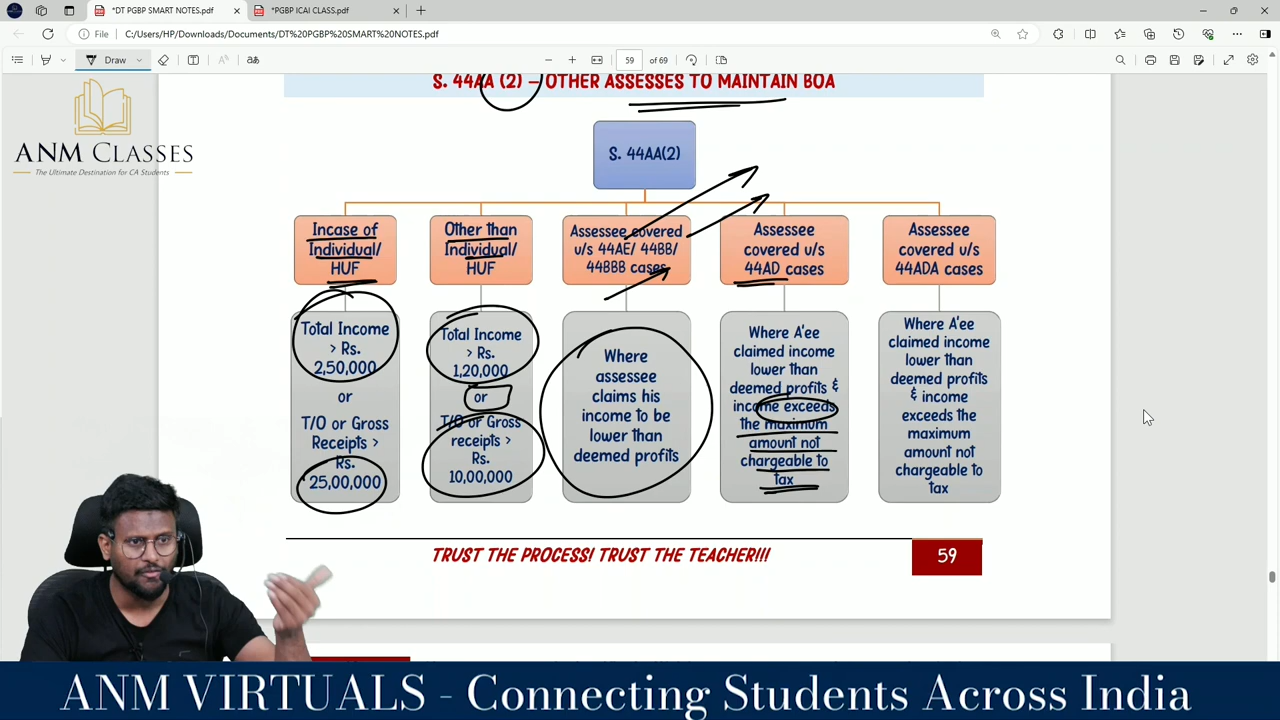 *DT PGBP SMART NOTES.pdf
*PGBP ICAI CLASS.pdf
File
C:/Users/HP/Downloads/Documents/DT%20PGBP%20SMART%20NOTES.pdf
Draw
59
of 69
ANM CLASSES
The Ultimate Destination for CA Students
S. 44AA (2) – OTHER ASSESSES TO MAINTAIN BOA
S. 44AA(2)
Incase of
Individual/
HUF
Other than
Individual/
HUF
Assessee covered
u/s 44AE/ 44BB/
44BBB cases
Assessee
covered u/s
44AD cases
Assessee
covered u/s
44ADA cases
Total Income
> Rs.
2,50,000
or
T/O or Gross
Receipts >
Rs.
25,00,000
Total Income
> Rs.
1,20,000
or
T/O or Gross
receipts >
Rs.
10,00,000
Where
assessee
claims his
income to be
lower than
deemed profits
Where A'ee
claimed income
lower than
deemed profits &
income exceeds
the maximum
amount not
chargeable to
tax
Where A'ee
claimed income
lower than
deemed profits
& income
exceeds the
maximum
amount not
chargeable to
tax
TRUST THE PROCESS! TRUST THE TEACHER!!!
59
ANM VIRTUALS - Connecting Students Across India